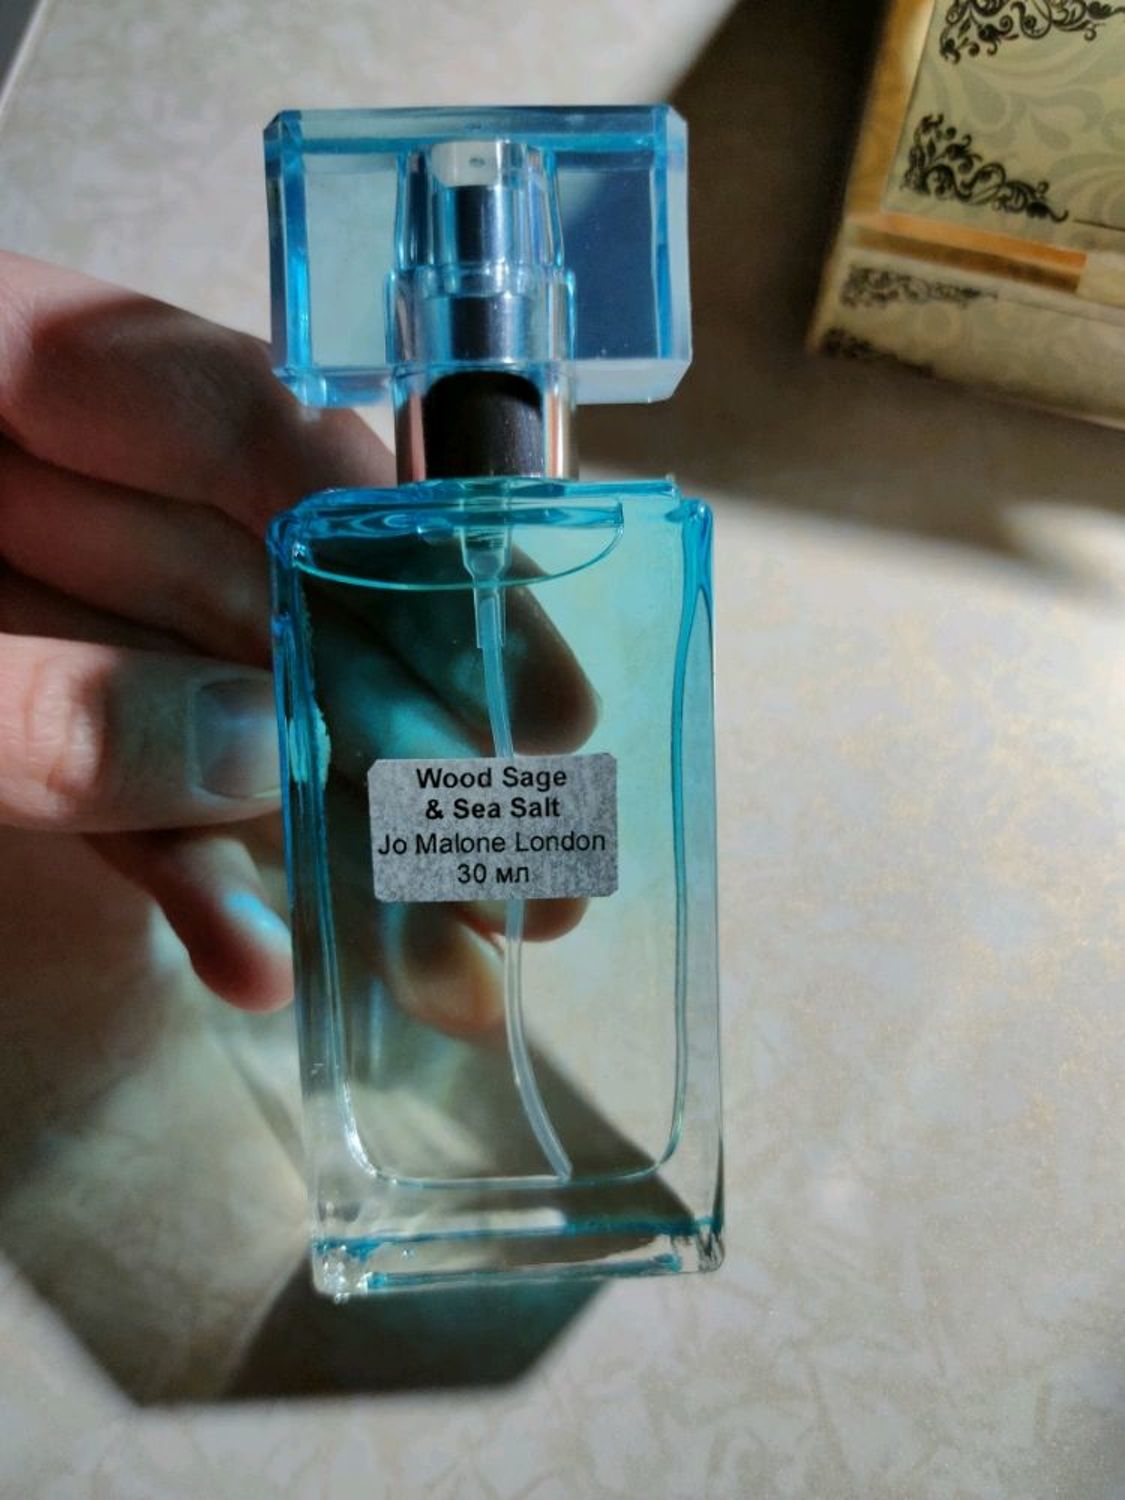 Wood Sage
& Sea Salt
Jo Malone London
30 мл